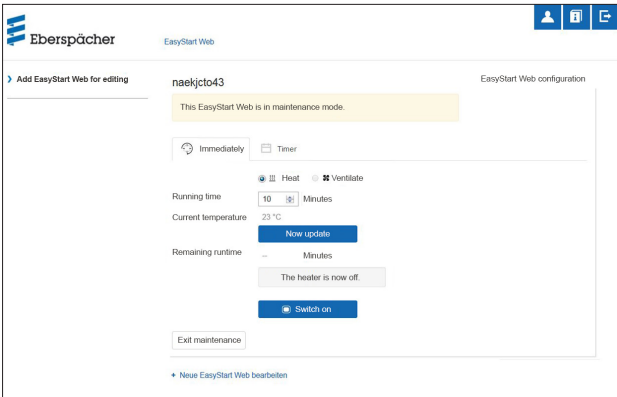 Eberspächer
EasyStart Web
Add EasyStart Web for editing
naekjcto43
EasyStart Web configuration
This EasyStart Web is in maintenance mode.
Immediately
Timer
Heat
Ventilate
Running time
10
Minutes
Current temperature
23 °C
Now update
Remaining runtime
--
Minutes
The heater is now off.
Switch on
Exit maintenance
+ Neue EasyStart Web bearbeiten